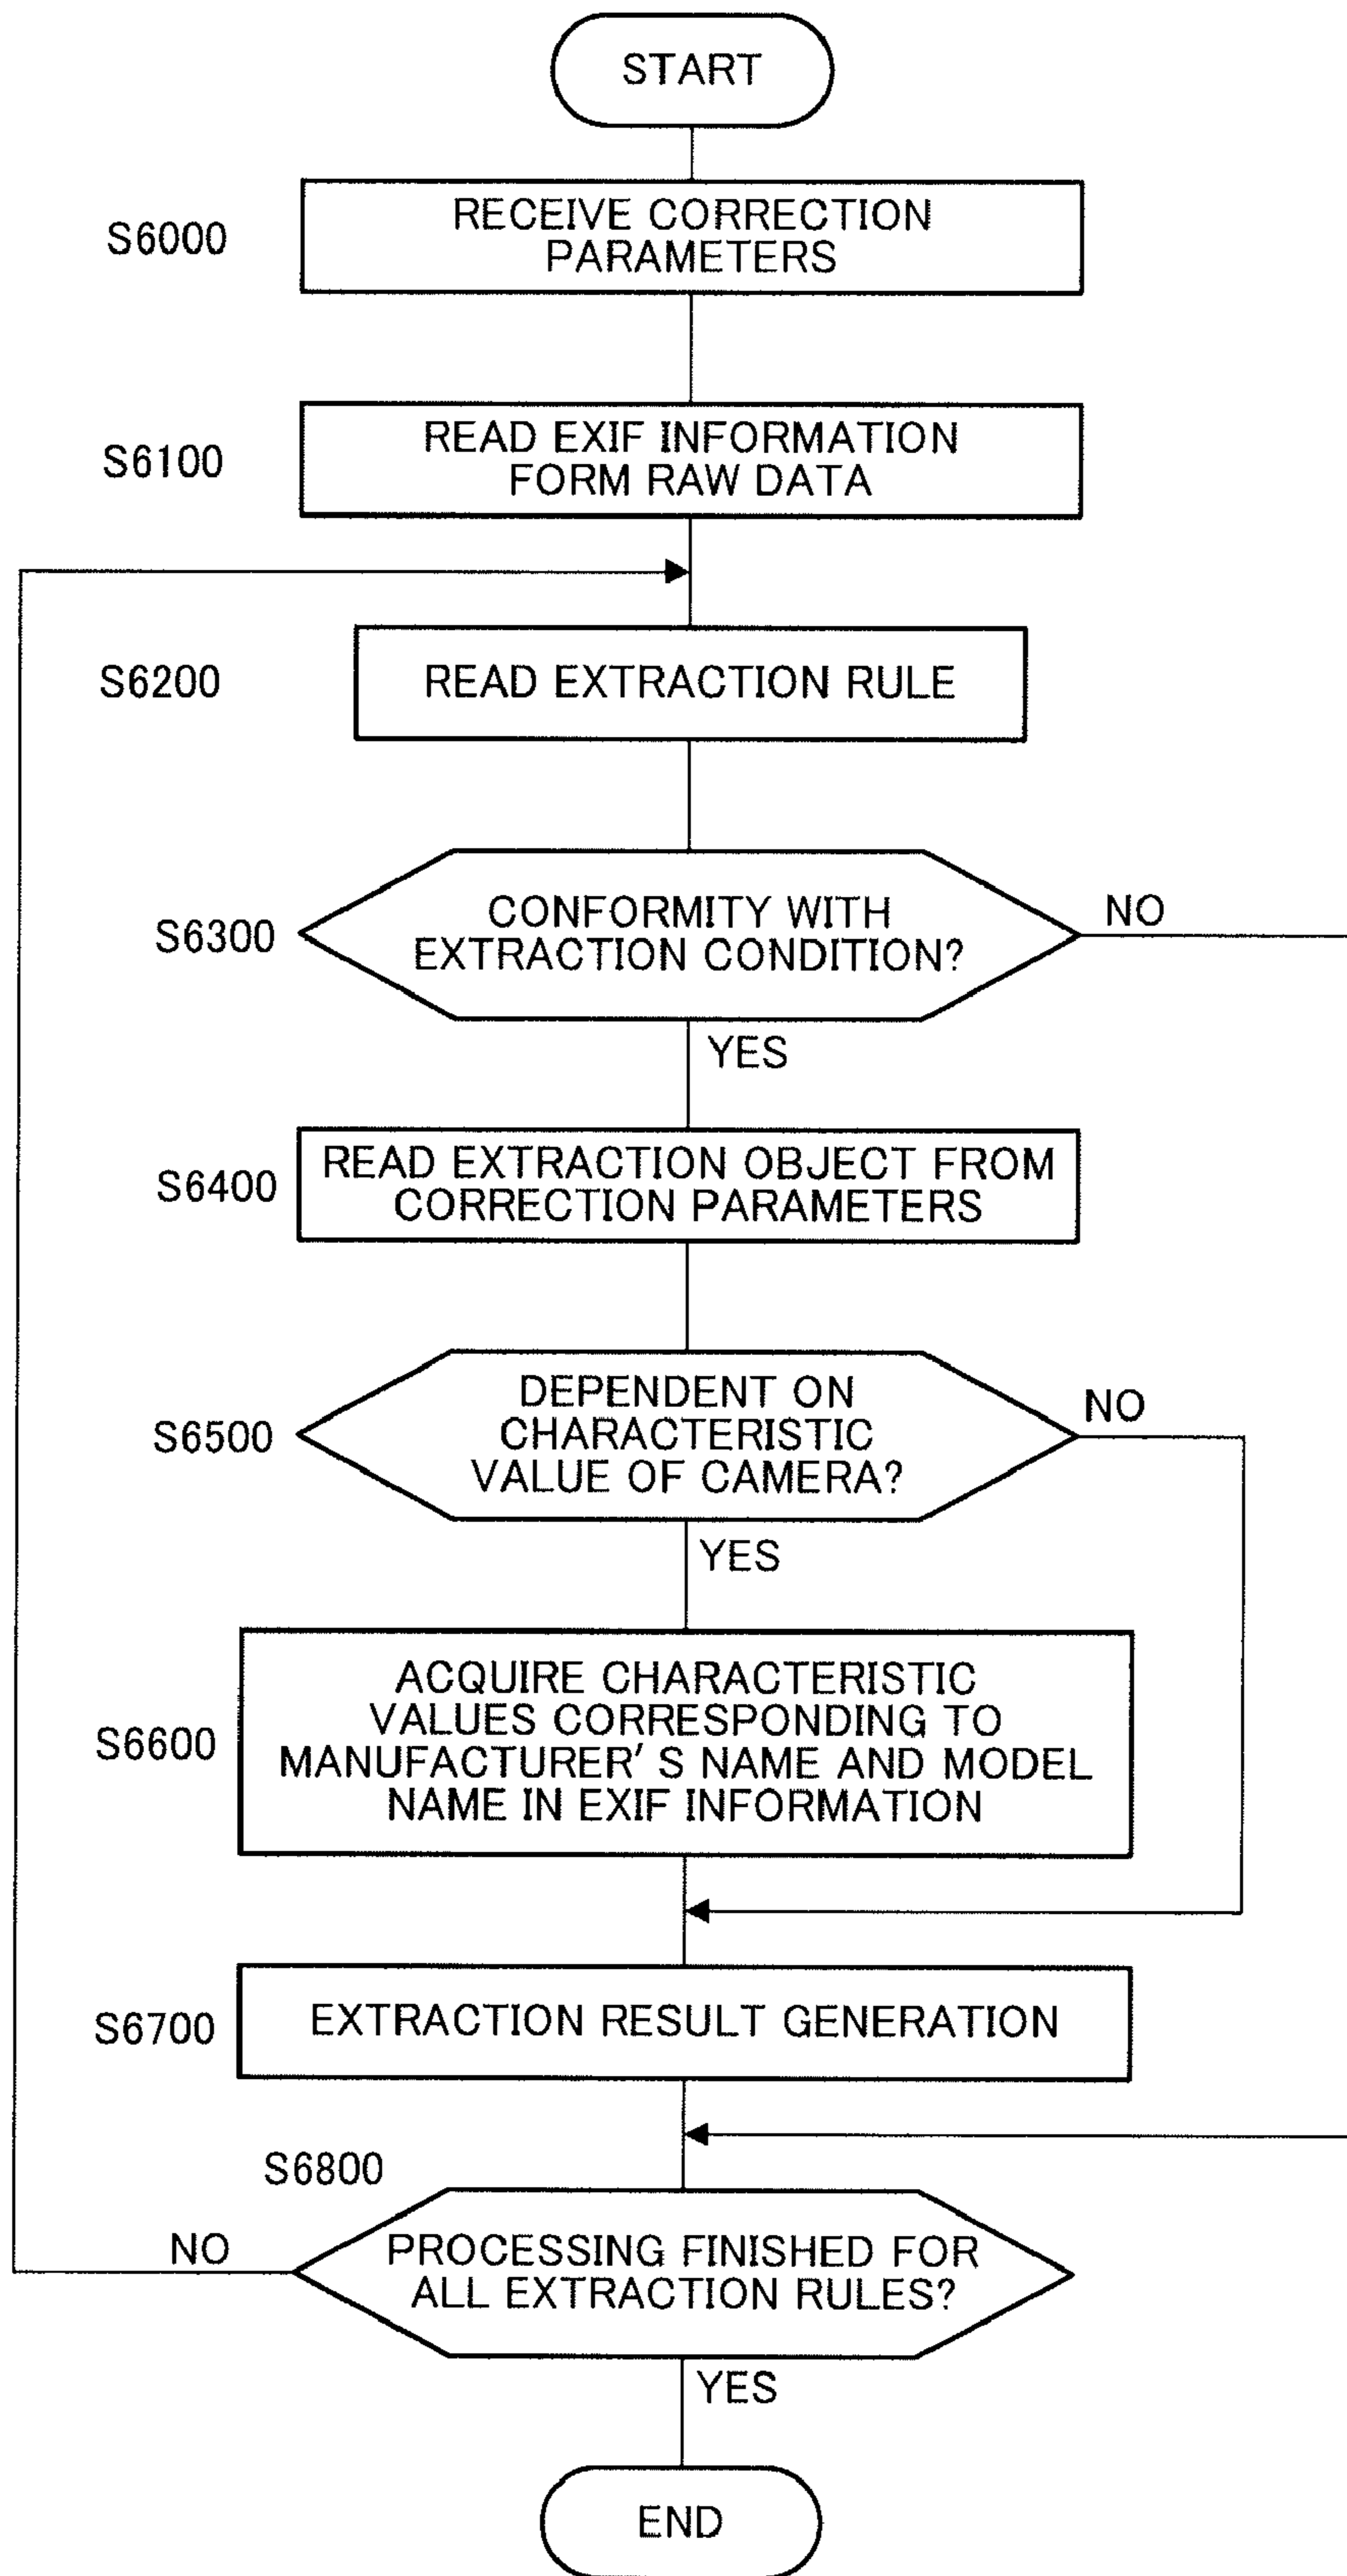 START
S6000
RECEIVE CORRECTION
PARAMETERS
S6100
READ EXIF INFORMATION
FORM RAW DATA
S6200
READ EXTRACTION RULE
S6300
CONFORMITY WITH
EXTRACTION CONDITION?
NO
YES
S6400
READ EXTRACTION OBJECT FROM
CORRECTION PARAMETERS
S6500
DEPENDENT ON
CHARACTERISTIC
VALUE OF CAMERA?
NO
YES
S6600
ACQUIRE CHARACTERISTIC
VALUES CORRESPONDING TO
MANUFACTURER'S NAME AND MODEL
NAME IN EXIF INFORMATION
S6700
EXTRACTION RESULT GENERATION
S6800
NO
PROCESSING FINISHED FOR
ALL EXTRACTION RULES?
YES
END